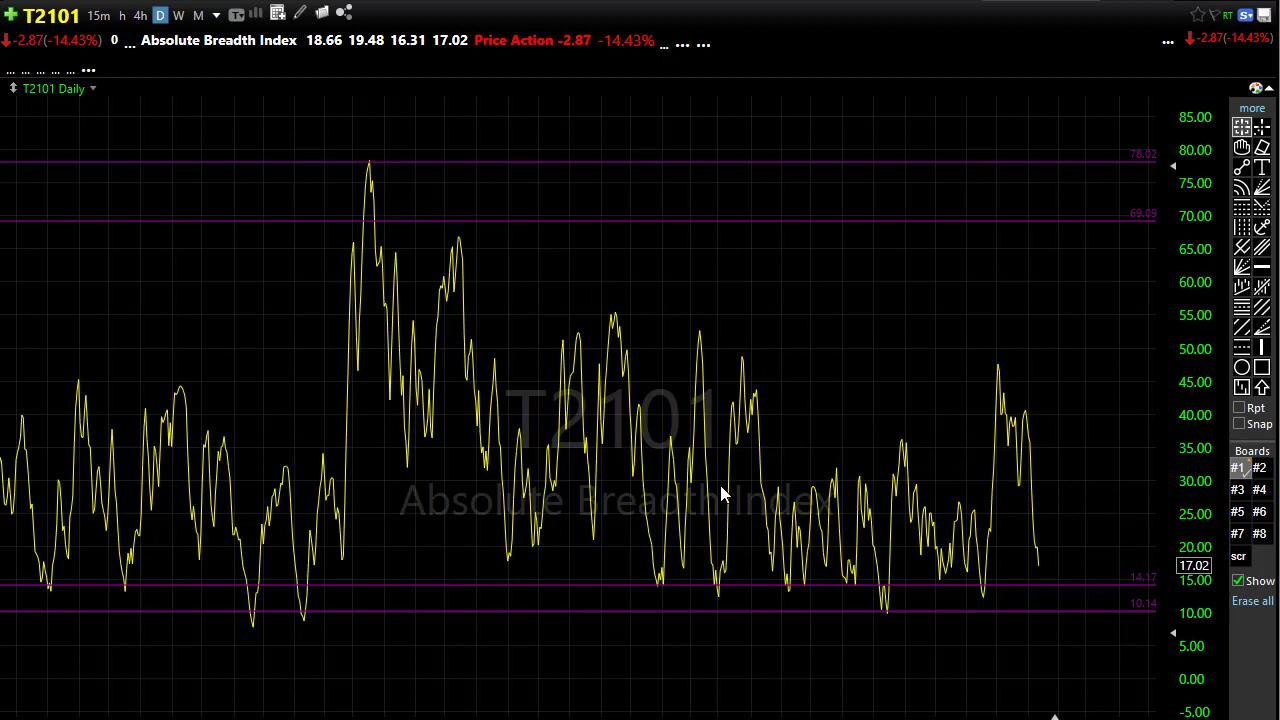 T2101 15m h 4h D W M T RT S
-2.87(-14.43%) 0 ... Absolute Breadth Index 18.66 19.48 16.31 17.02 Price Action -2.87 -14.43% ... ... ... ... -2.87(-14.43%)
... ... ... ... ... ...
T2101 Daily
more
85.00
80.00
78.02
75.00
70.00
69.09
65.00
60.00
55.00
50.00
45.00
40.00
35.00
30.00
25.00
20.00
17.02
15.00
14.17
10.14
10.00
5.00
0.00
-5.00
T2101
Absolute Breadth Index
T
Rpt
Snap
Boards
#1 #2
#3 #4
#5 #6
#7 #8
scr
Show
Erase all